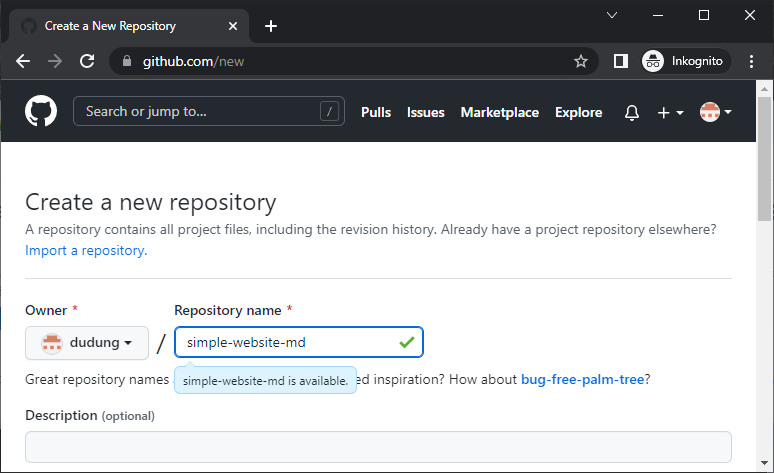 Create a New Repository
github.com/new
Inkognito
Search or jump to...
/
Pulls
Issues
Marketplace
Explore
Create a new repository
A repository contains all project files, including the revision history. Already have a project repository elsewhere?
Import a repository.
Owner *
Repository name *
dudung
/
simple-website-md
simple-website-md is available.
Great repository names
ed inspiration? How about bug-free-palm-tree?
Description (optional)